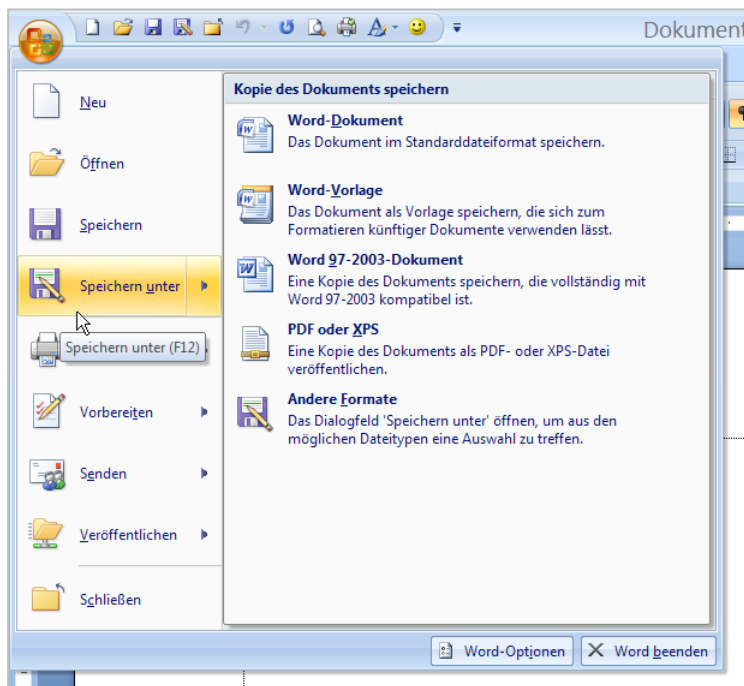 Dokument
Neu
Öffnen
Speichern
Speichern unter
Speichern unter (F12)
Vorbereiten
Senden
Veröffentlichen
Schließen
Kopie des Dokuments speichern
Word-Dokument
Das Dokument im Standarddateiformat speichern.
Word-Vorlage
Das Dokument als Vorlage speichern, die sich zum
Formatieren künftiger Dokumente verwenden lässt.
Word 97-2003-Dokument
Eine Kopie des Dokuments speichern, die vollständig mit
Word 97-2003 kompatibel ist.
PDF oder XPS
Eine Kopie des Dokuments als PDF- oder XPS-Datei
veröffentlichen.
Andere Formate
Das Dialogfeld 'Speichern unter' öffnen, um aus den
möglichen Dateitypen eine Auswahl zu treffen.
Word-Optionen
Word beenden